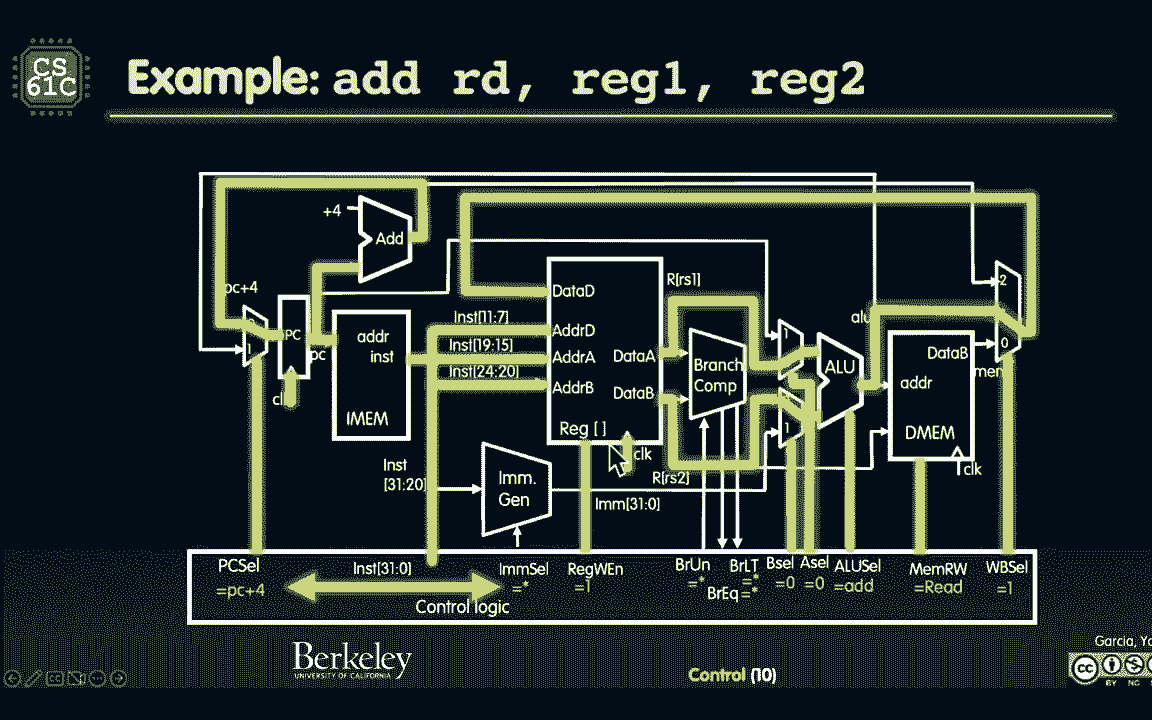 CS
61C
Example: add rd, reg1, reg2
+4
Add
pc+4
1
PC
pc
addr
inst
IMEM
Inst[11:7]
Inst[19:15]
Inst[24:20]
DataD
AddrD
AddrA
AddrB
DataA
DataB
Reg [ ]
clk
R[rs1]
R[rs2]
Branch
Comp
1
1
ALU
DataB
addr
DMEM
clk
2
0
Inst
[31:20]
Imm.
Gen
Imm[31:0]
PCSel
=pc+4
Inst[31:0]
Control logic
ImmSel
=*
RegWEn
=1
BrUn
=*
BrEq=*
BrLT
=*
Bsel
=0
Asel
=0
ALUSel
=add
MemRW
=Read
WBSel
=1
Berkeley
UNIVERSITY OF CALIFORNIA
Control (10)
Garcia,
CC
BY NC